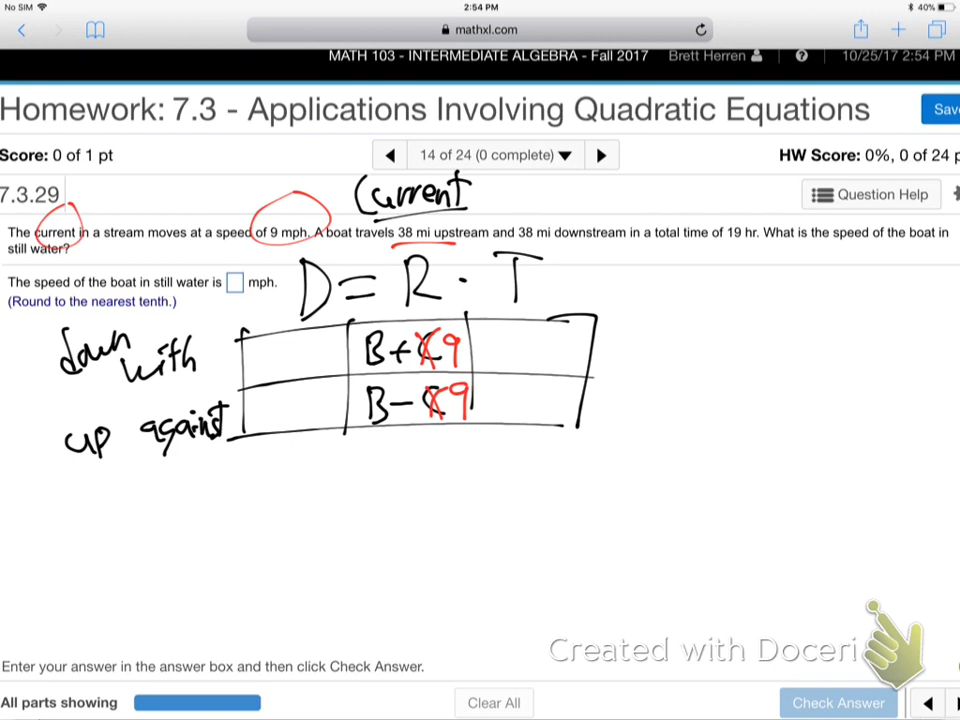 No SIM 2:54 PM 40%
mathxl.com
MATH 103 - INTERMEDIATE ALGEBRA - Fall 2017 Brett Herren ? 10/25/17 2:54 PM
Homework: 7.3 - Applications Involving Quadratic Equations Save
Score: 0 of 1 pt 14 of 24 (0 complete) HW Score: 0%, 0 of 24 p
7.3.29 Question Help
Current
The current in a stream moves at a speed of 9 mph. A boat travels 38 mi upstream and 38 mi downstream in a total time of 19 hr. What is the speed of the boat in
still water?
The speed of the boat in still water is mph.
(Round to the nearest tenth.)
D = R · T
down with B + C 9
up against B - C 9
Created with Doceri
Enter your answer in the answer box and then click Check Answer.
All parts showing Clear All Check Answer